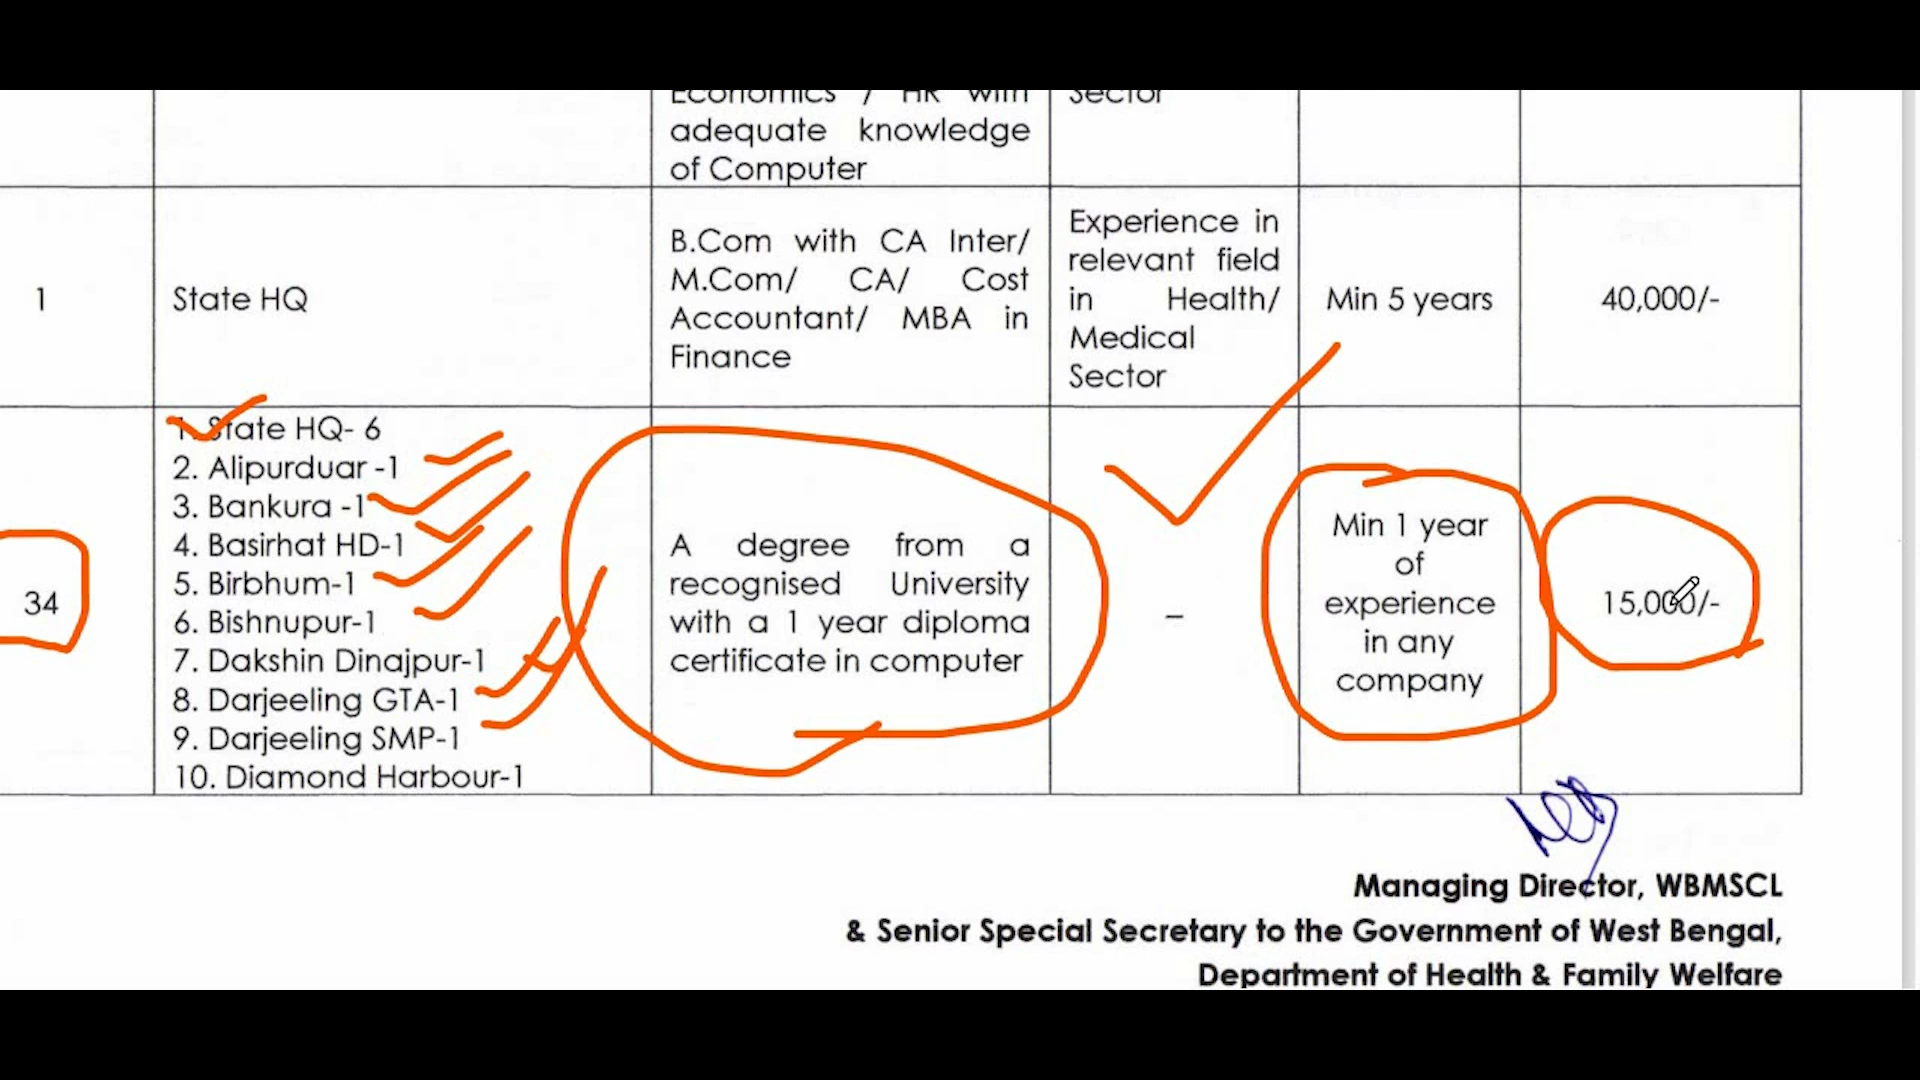 Economics / HR with
adequate knowledge
of Computer
Sector
1
State HQ
B.Com with CA Inter/
M.Com/ CA/ Cost
Accountant/ MBA in
Finance
Experience in
relevant field
in Health/
Medical
Sector
Min 5 years
40,000/-
34
1. State HQ- 6
2. Alipurduar -1
3. Bankura -1
4. Basirhat HD-1
5. Birbhum-1
6. Bishnupur-1
7. Dakshin Dinajpur-1
8. Darjeeling GTA-1
9. Darjeeling SMP-1
10. Diamond Harbour-1
A degree from a
recognised University
with a 1 year diploma
certificate in computer
–
Min 1 year
of
experience
in any
company
15,000/-
Managing Director, WBMSCL
& Senior Special Secretary to the Government of West Bengal,
Department of Health & Family Welfare